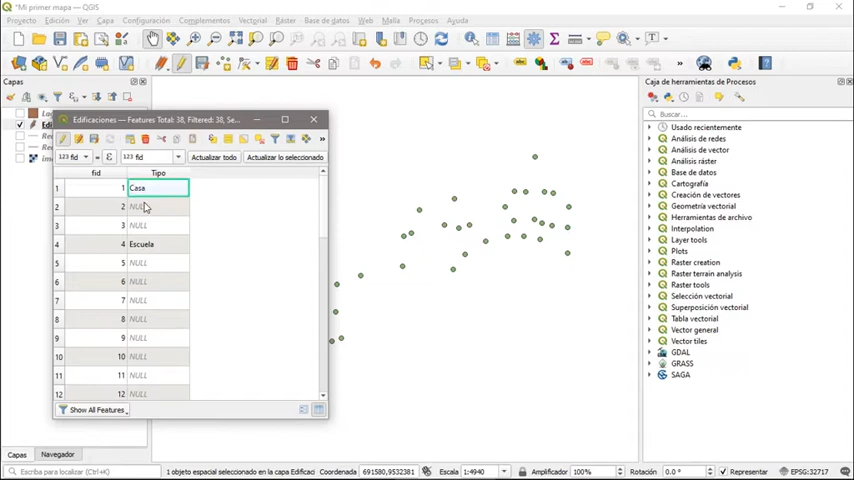 *Mi primer mapa — QGIS
Proyecto Edición Ver Capa Configuración Complementos Vectorial Ráster Base de datos Web Malla Procesos Ayuda
Capas
Edificaciones — Features Total: 38, Filtered: 38, Se...
123 fid = ε 123 fid Actualizar todo Actualizar lo seleccionado
fid Tipo
1 1 Casa
2 2 NULL
3 3 NULL
4 4 Escuela
5 5 NULL
6 6 NULL
7 7 NULL
8 8 NULL
9 9 NULL
10 10 NULL
11 11 NULL
12 12 NULL
Show All Features
Caja de herramientas de Procesos
Buscar...
Usado recientemente
Análisis de redes
Análisis de vector
Análisis ráster
Base de datos
Cartografía
Creación de vectores
Geometría vectorial
Herramientas de archivo
Interpolation
Layer tools
Plots
Raster creation
Raster terrain analysis
Raster tools
Selección vectorial
Superposición vectorial
Tabla vectorial
Vector general
Vector tiles
GDAL
GRASS
SAGA
Capas Navegador
Escriba para localizar (Ctrl+K)
1 objeto espacial seleccionado en la capa Edificaci
Coordenada 691580,9532381 Escala 1:4940 Amplificador 100% Rotación 0.0 ° Representar EPSG:32717